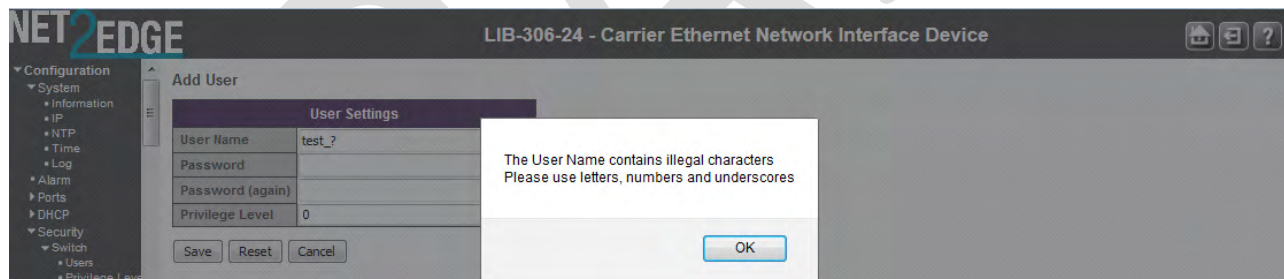 NET2EDGE
LIB-306-24 - Carrier Ethernet Network Interface Device
?
Configuration
System
Information
IP
NTP
Time
Log
Alarm
Ports
DHCP
Security
Switch
Users
Privilege Leve
Add User
User Settings
User Name test_?
Password
Password (again)
Privilege Level 0
Save Reset Cancel
The User Name contains illegal characters
Please use letters, numbers and underscores
OK